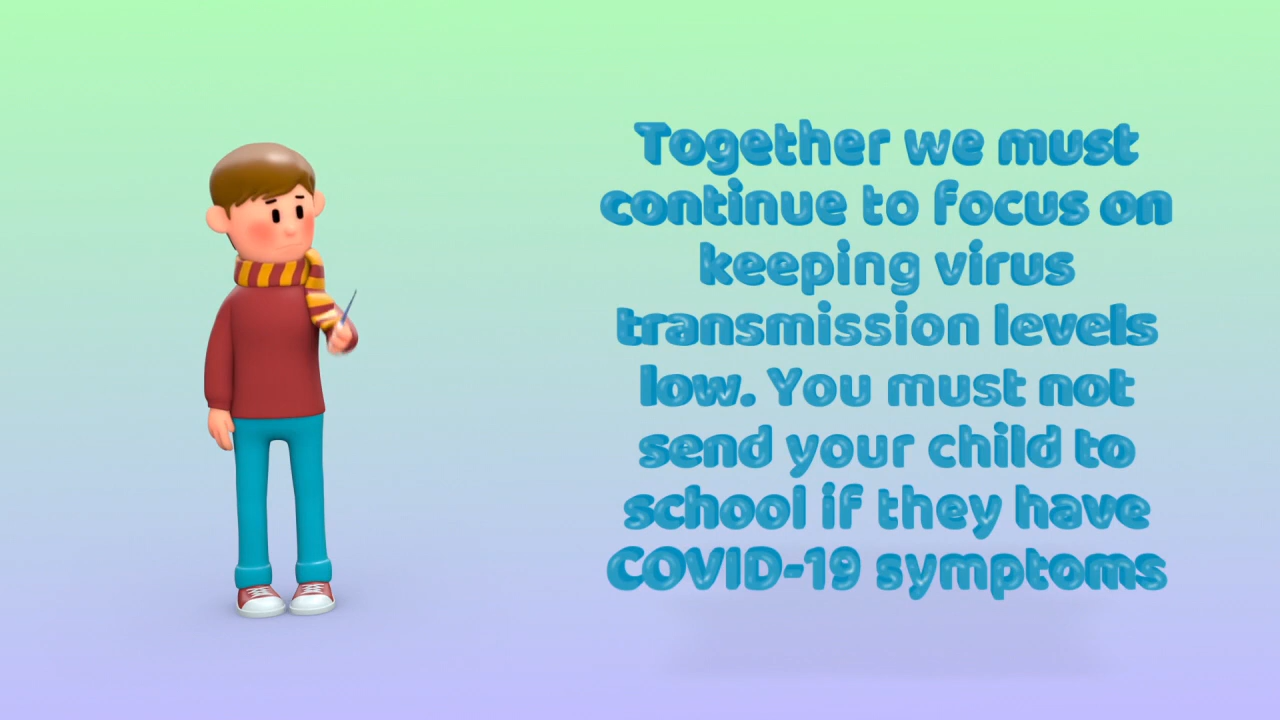 Together we must
continue to focus on
keeping virus
transmission levels
low. You must not
send your child to
school if they have
COVID-19 symptoms